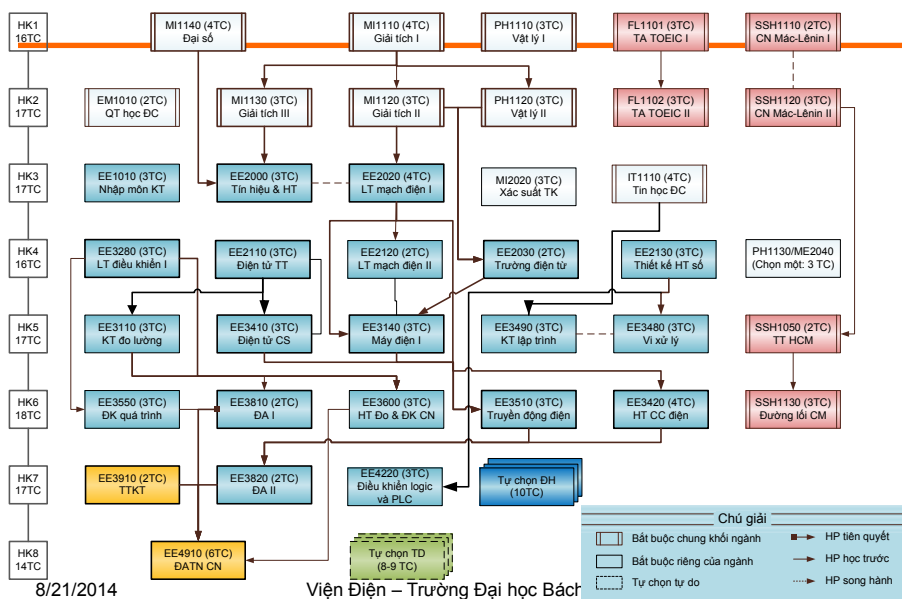 HK1
16TC
MI1140 (4TC)
Đại số
MI1110 (4TC)
Giải tích I
PH1110 (3TC)
Vật lý I
FL1101 (3TC)
TA TOEIC I
SSH1110 (2TC)
CN Mác-Lênin I
HK2
17TC
EM1010 (2TC)
QT học ĐC
MI1130 (3TC)
Giải tích III
MI1120 (3TC)
Giải tích II
PH1120 (3TC)
Vật lý II
FL1102 (3TC)
TA TOEIC II
SSH1120 (3TC)
CN Mác-Lênin II
HK3
17TC
EE1010 (3TC)
Nhập môn KT
EE2000 (3TC)
Tín hiệu & HT
EE2020 (4TC)
LT mạch điện I
MI2020 (3TC)
Xác suất TK
IT1110 (4TC)
Tin học ĐC
HK4
16TC
EE3280 (3TC)
LT điều khiển I
EE2110 (3TC)
Điện tử TT
EE2120 (2TC)
LT mạch điện II
EE2030 (2TC)
Trường điện từ
EE2130 (3TC)
Thiết kế HT số
PH1130/ME2040
(Chọn một: 3 TC)
HK5
17TC
EE3110 (3TC)
KT đo lường
EE3410 (3TC)
Điện tử CS
EE3140 (3TC)
Máy điện I
EE3490 (3TC)
KT lập trình
EE3480 (3TC)
Vi xử lý
SSH1050 (2TC)
TT HCM
HK6
18TC
EE3550 (3TC)
ĐK quá trình
EE3810 (2TC)
ĐA I
EE3600 (3TC)
HT Đo & ĐK CN
EE3510 (3TC)
Truyền động điện
EE3420 (4TC)
HT CC điện
SSH1130 (3TC)
Đường lối CM
HK7
17TC
EE3910 (2TC)
TTKT
EE3820 (2TC)
ĐA II
EE4220 (3TC)
Điều khiển logic
và PLC
Tự chọn ĐH
(10TC)
HK8
14TC
EE4910 (6TC)
ĐATN CN
Tự chọn TD
(8-9 TC)
Chú giải
Bắt buộc chung khối ngành
HP tiên quyết
Bắt buộc riêng của ngành
HP học trước
Tự chọn tự do
HP song hành
8/21/2014
Viện Điện – Trường Đại học Bách